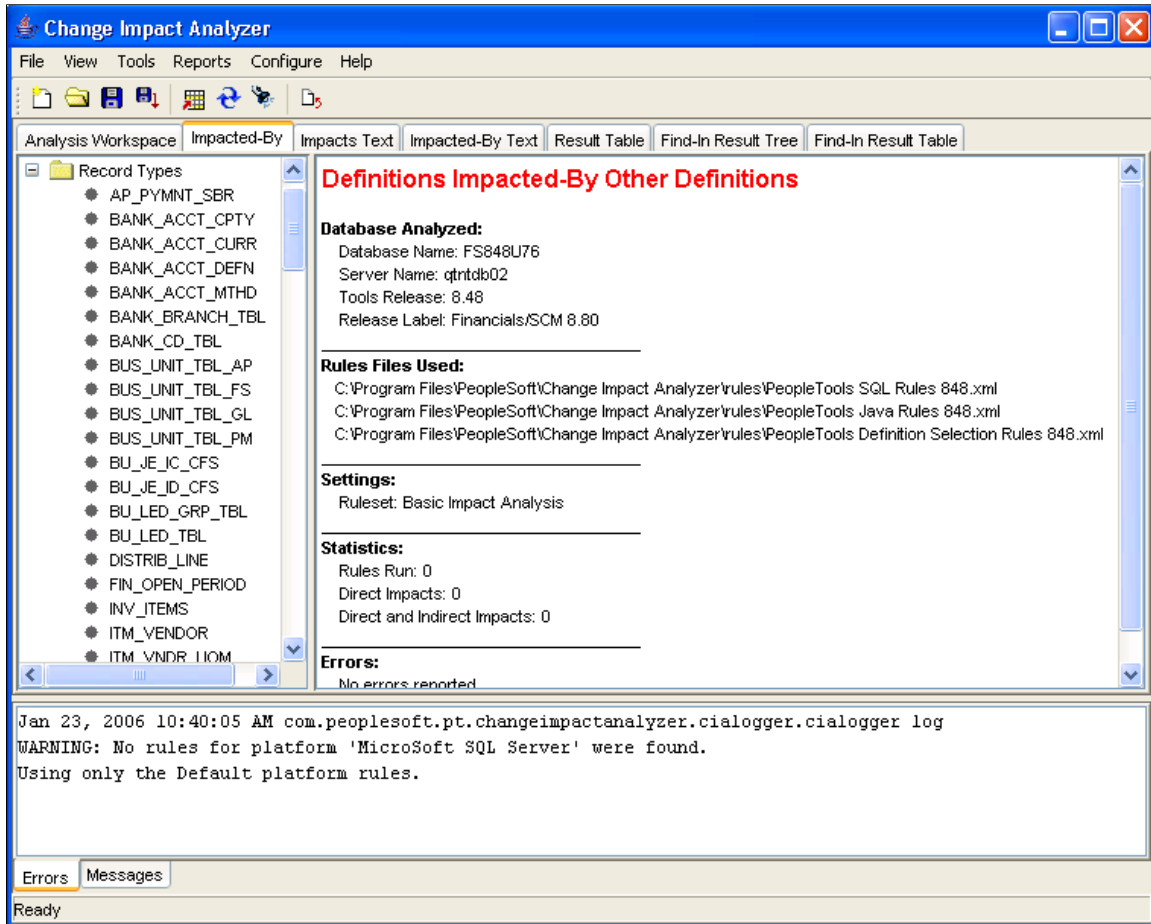 Change Impact Analyzer
File View Tools Reports Configure Help
Analysis Workspace Impacted-By Impacts Text Impacted-By Text Result Table Find-In Result Tree Find-In Result Table
Record Types
AP_PYMNT_SBR
BANK_ACCT_CPTY
BANK_ACCT_CURR
BANK_ACCT_DEFN
BANK_ACCT_MTHD
BANK_BRANCH_TBL
BANK_CD_TBL
BUS_UNIT_TBL_AP
BUS_UNIT_TBL_FS
BUS_UNIT_TBL_GL
BUS_UNIT_TBL_PM
BU_JE_IC_CFS
BU_JE_ID_CFS
BU_LED_GRP_TBL
BU_LED_TBL
DISTRIB_LINE
FIN_OPEN_PERIOD
INV_ITEMS
ITM_VENDOR
ITM_VNDR_UOM
Definitions Impacted-By Other Definitions
Database Analyzed:
Database Name: FS848U76
Server Name: qtntdb02
Tools Release: 8.48
Release Label: Financials/SCM 8.80
Rules Files Used:
C:\Program Files\PeopleSoft\Change Impact Analyzer\rules\PeopleTools SQL Rules 848.xml
C:\Program Files\PeopleSoft\Change Impact Analyzer\rules\PeopleTools Java Rules 848.xml
C:\Program Files\PeopleSoft\Change Impact Analyzer\rules\PeopleTools Definition Selection Rules 848.xml
Settings:
Ruleset: Basic Impact Analysis
Statistics:
Rules Run: 0
Direct Impacts: 0
Direct and Indirect Impacts: 0
Errors:
No errors reported
Jan 23, 2006 10:40:05 AM com.peoplesoft.pt.changeimpactanalyzer.cialogger.cialogger log
WARNING: No rules for platform 'MicroSoft SQL Server' were found.
Using only the Default platform rules.
Errors Messages
Ready